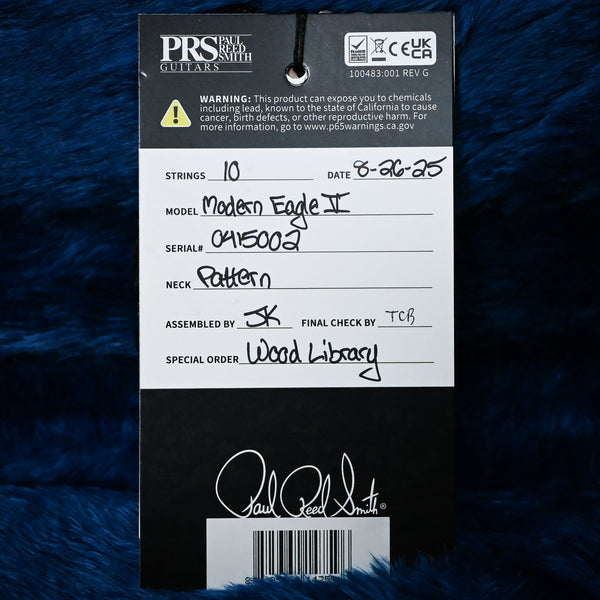 PRS PAUL REED SMITH
GUITARS
CE UK CA
100483:001 REV G
WARNING: This product can expose you to chemicals
including lead, known to the state of California to cause
cancer, birth defects, or other reproductive harm. For
more information, go to www.p65warnings.ca.gov
STRINGS 10 DATE 8-26-25
MODEL Modern Eagle V
SERIAL# 0415002
NECK Pattern
ASSEMBLED BY JK FINAL CHECK BY TCB
SPECIAL ORDER Wood Library
Paul Reed Smith®